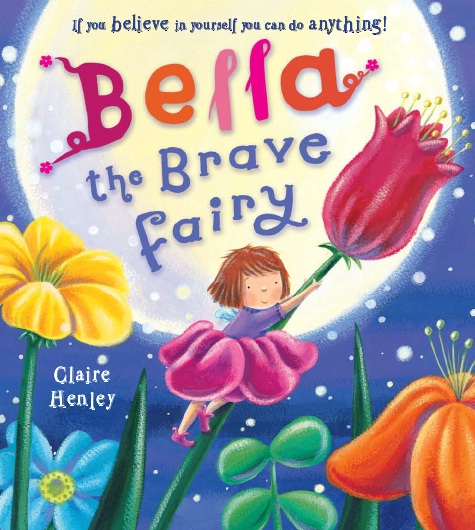 If you believe in yourself you can do anything!
Bella
the Brave
fairy
Claire
Henley